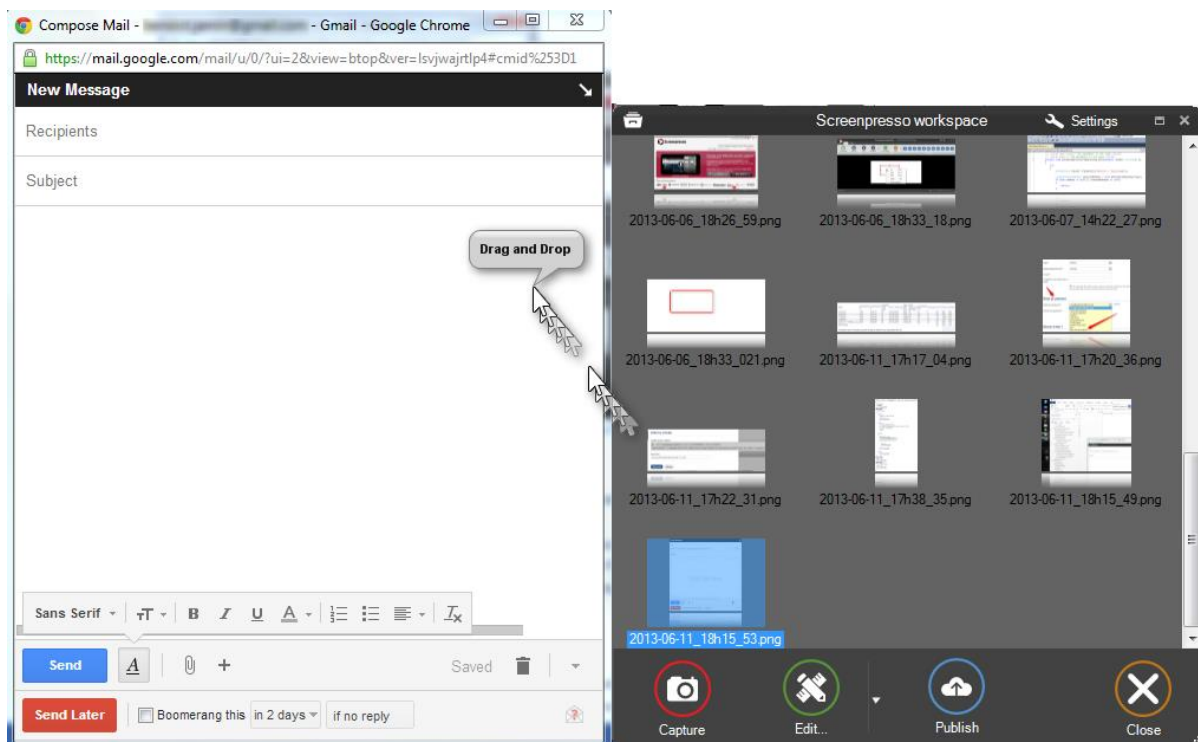 Compose Mail -
- Gmail - Google Chrome
https://mail.google.com/mail/u/0/?ui=2&view=btop&ver=lsvjwajrtlp4#cmid%253D1
New Message
Recipients
Subject
Drag and Drop
Sans Serif
B I U A
Send
A
Saved
Send Later
Boomerang this
in 2 days
if no reply
Screenpresso workspace
Settings
2013-06-06_18h26_59.png
2013-06-06_18h33_18.png
2013-06-07_14h22_27.png
2013-06-06_18h33_021.png
2013-06-11_17h17_04.png
2013-06-11_17h20_36.png
2013-06-11_17h22_31.png
2013-06-11_17h38_35.png
2013-06-11_18h15_49.png
2013-06-11_18h15_53.png
Capture
Edit...
Publish
Close